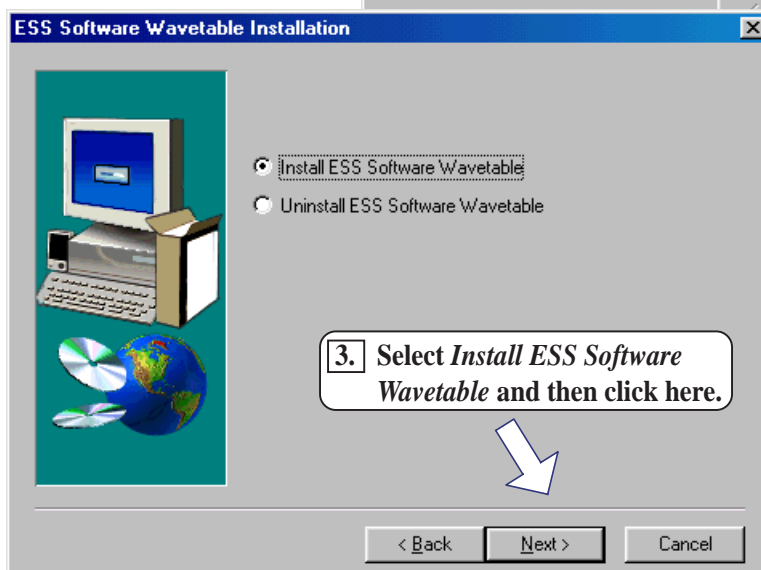 ESS Software Wavetable Installation
Install ESS Software Wavetable
Uninstall ESS Software Wavetable
3. Select Install ESS Software
Wavetable and then click here.
< Back Next > Cancel